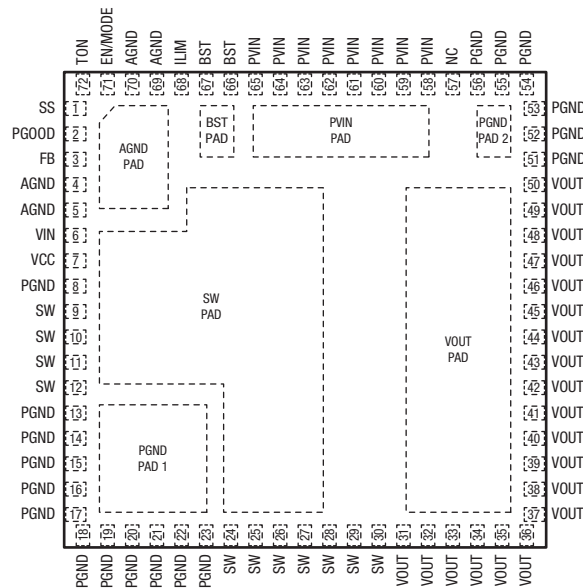 TON
EN/MODE
AGND
AGND
ILIM
BST
BST
PVIN
PVIN
PVIN
PVIN
PVIN
PVIN
PVIN
PVIN
NC
PGND
PGND
PGND
72
71
70
69
68
67
66
65
64
63
62
61
60
59
58
57
56
55
54
SS 1
PGOOD 2
FB 3
AGND 4
AGND 5
VIN 6
VCC 7
PGND 8
SW 9
SW 10
SW 11
SW 12
PGND 13
PGND 14
PGND 15
PGND 16
PGND 17
AGND
PAD
BST
PAD
PVIN
PAD
PGND
PAD 2
SW
PAD
VOUT
PAD
PGND
PAD 1
53 PGND
52 PGND
51 PGND
50 VOUT
49 VOUT
48 VOUT
47 VOUT
46 VOUT
45 VOUT
44 VOUT
43 VOUT
42 VOUT
41 VOUT
40 VOUT
39 VOUT
38 VOUT
37 VOUT
18
19
20
21
22
23
24
25
26
27
28
29
30
31
32
33
34
35
36
PGND
PGND
PGND
PGND
PGND
PGND
SW
SW
SW
SW
SW
SW
SW
VOUT
VOUT
VOUT
VOUT
VOUT
VOUT